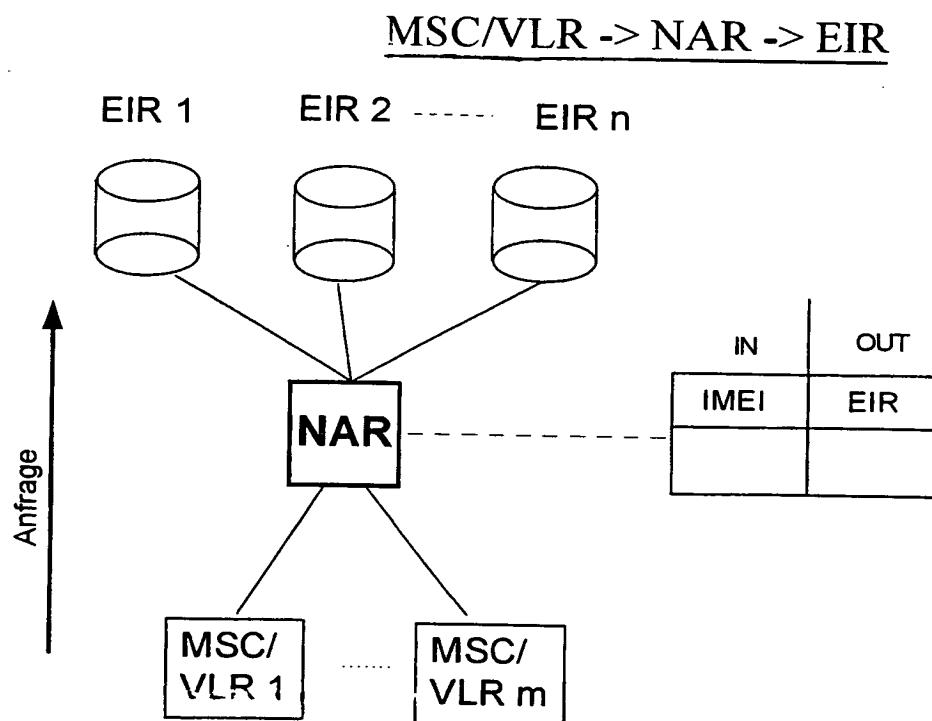 MSC/VLR -> NAR -> EIR
EIR 1 EIR 2 EIR n
IN OUT
IMEI EIR
NAR
Anfrage
MSC/ MSC/
VLR 1 VLR m